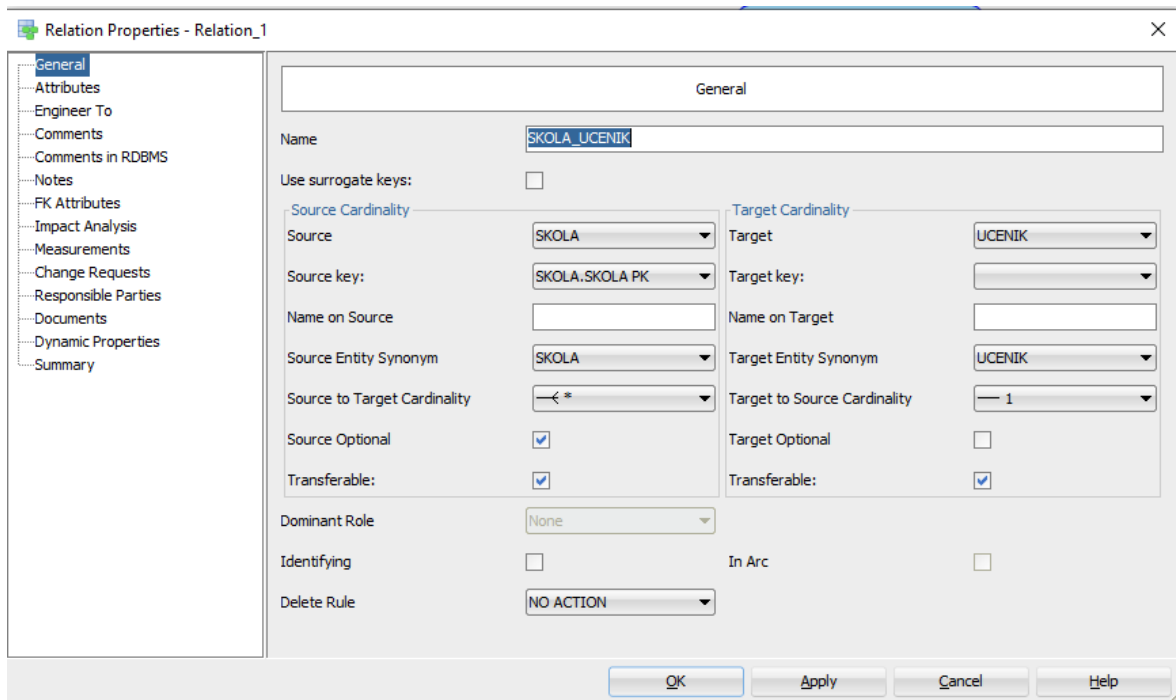 Relation Properties - Relation_1
General
Attributes
Engineer To
Comments
Comments in RDBMS
Notes
FK Attributes
Impact Analysis
Measurements
Change Requests
Responsible Parties
Documents
Dynamic Properties
Summary
General
Name SKOLA_UCENIK
Use surrogate keys:
Source Cardinality
Source SKOLA
Source key: SKOLA.SKOLA PK
Name on Source
Source Entity Synonym SKOLA
Source to Target Cardinality *
Source Optional
Transferable:
Target Cardinality
Target UCENIK
Target key:
Name on Target
Target Entity Synonym UCENIK
Target to Source Cardinality 1
Target Optional
Transferable:
Dominant Role None
Identifying In Arc
Delete Rule NO ACTION
OK Apply Cancel Help